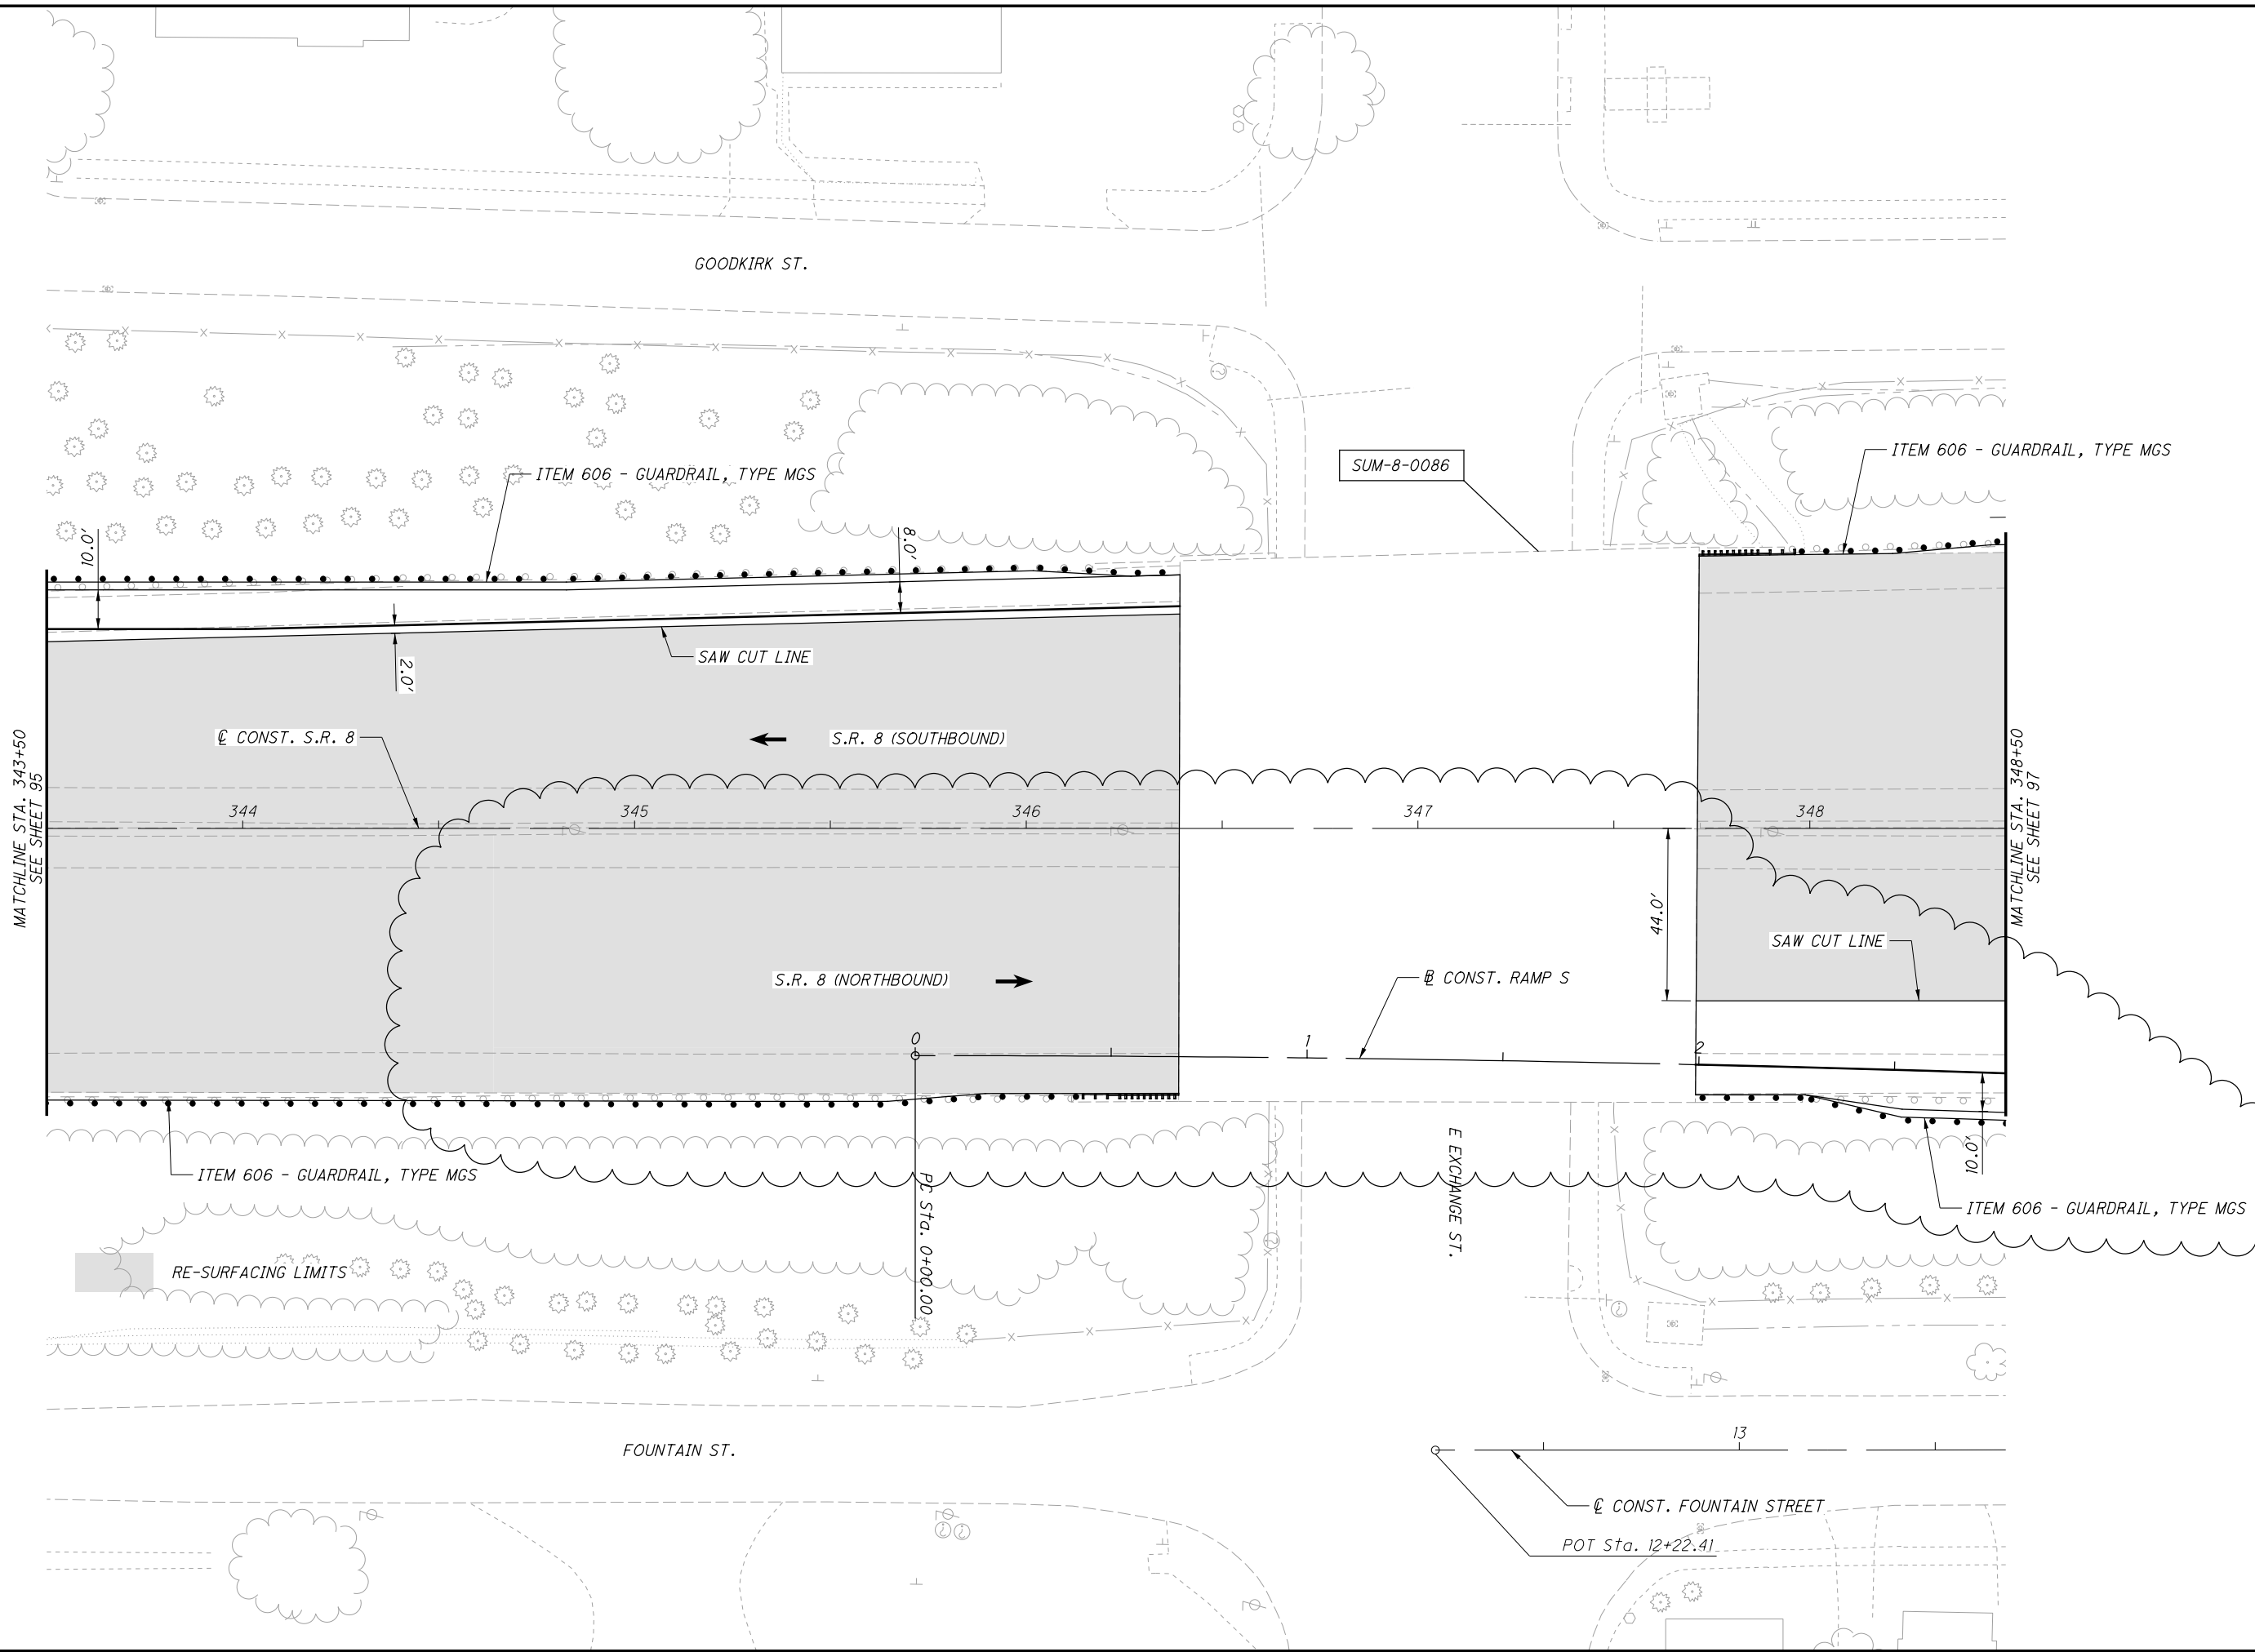 GOODKIRK ST.
SUM-8-0086
ITEM 606 - GUARDRAIL, TYPE MGS
ITEM 606 - GUARDRAIL, TYPE MGS
10.0'
8.0'
2.0'
SAW CUT LINE
℄ CONST. S.R. 8
S.R. 8 (SOUTHBOUND)
MATCHLINE STA. 343+50
SEE SHEET 95
MATCHLINE STA. 348+50
SEE SHEET 97
344
345
346
347
348
44.0'
SAW CUT LINE
S.R. 8 (NORTHBOUND)
B̲L CONST. RAMP S
0
1
2
10.0'
ITEM 606 - GUARDRAIL, TYPE MGS
E EXCHANGE ST.
PC Sta. 0+00.00
ITEM 606 - GUARDRAIL, TYPE MGS
RE-SURFACING LIMITS
FOUNTAIN ST.
13
℄ CONST. FOUNTAIN STREET
POT Sta. 12+22.41